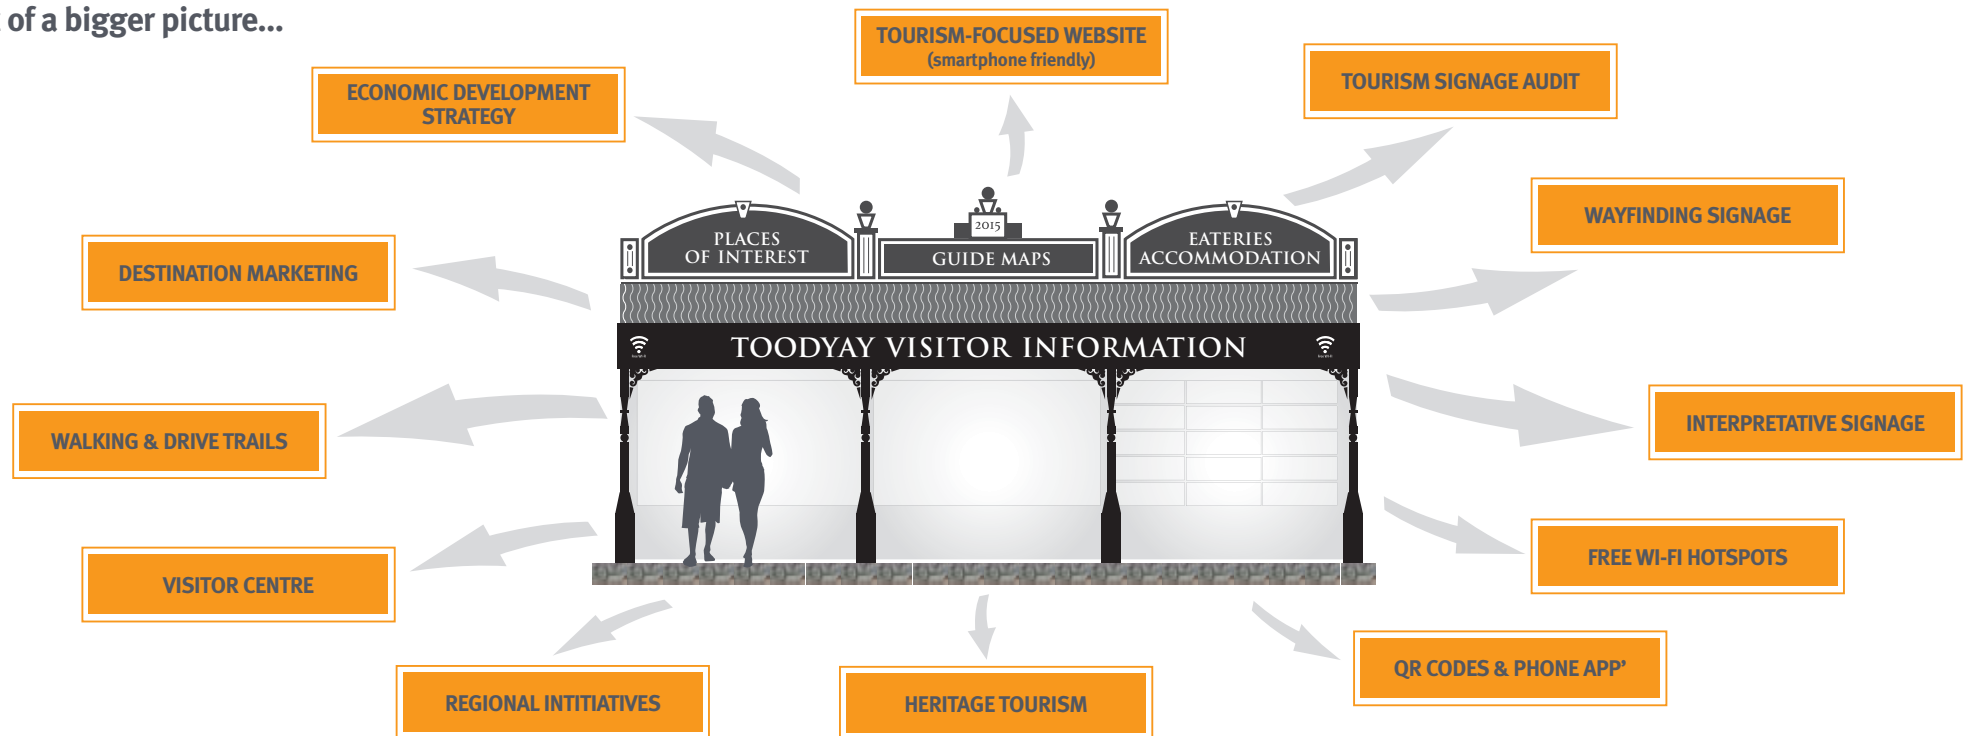 of a bigger picture...
TOURISM-FOCUSED WEBSITE
(smartphone friendly)
ECONOMIC DEVELOPMENT
STRATEGY
TOURISM SIGNAGE AUDIT
WAYFINDING SIGNAGE
DESTINATION MARKETING
PLACES
OF INTEREST
2015
GUIDE MAPS
EATERIES
ACCOMMODATION
TOODYAY VISITOR INFORMATION
WALKING & DRIVE TRAILS
INTERPRETATIVE SIGNAGE
VISITOR CENTRE
FREE WI-FI HOTSPOTS
REGIONAL INTITIATIVES
HERITAGE TOURISM
QR CODES & PHONE APP’